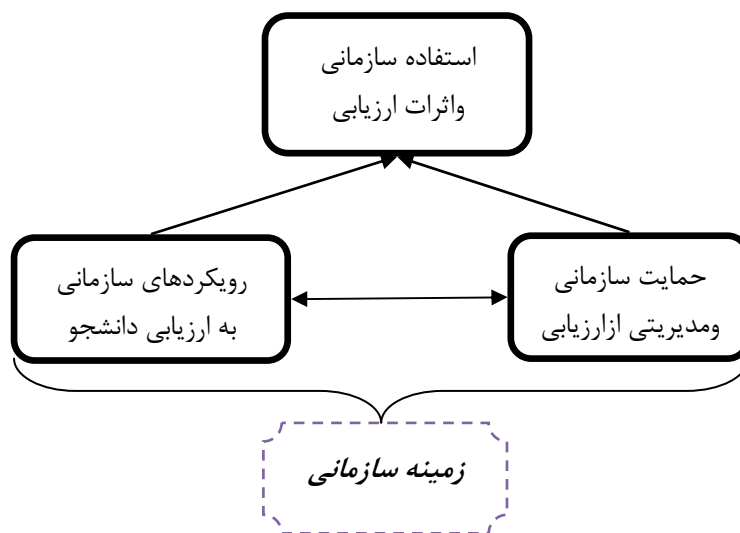 استفاده سازمانی
واثرات ارزیابی
حمایت سازمانی
ومدیریتی ازارزیابی
رویکردهای سازمانی
به ارزیابی دانشجو
زمینه سازمانی